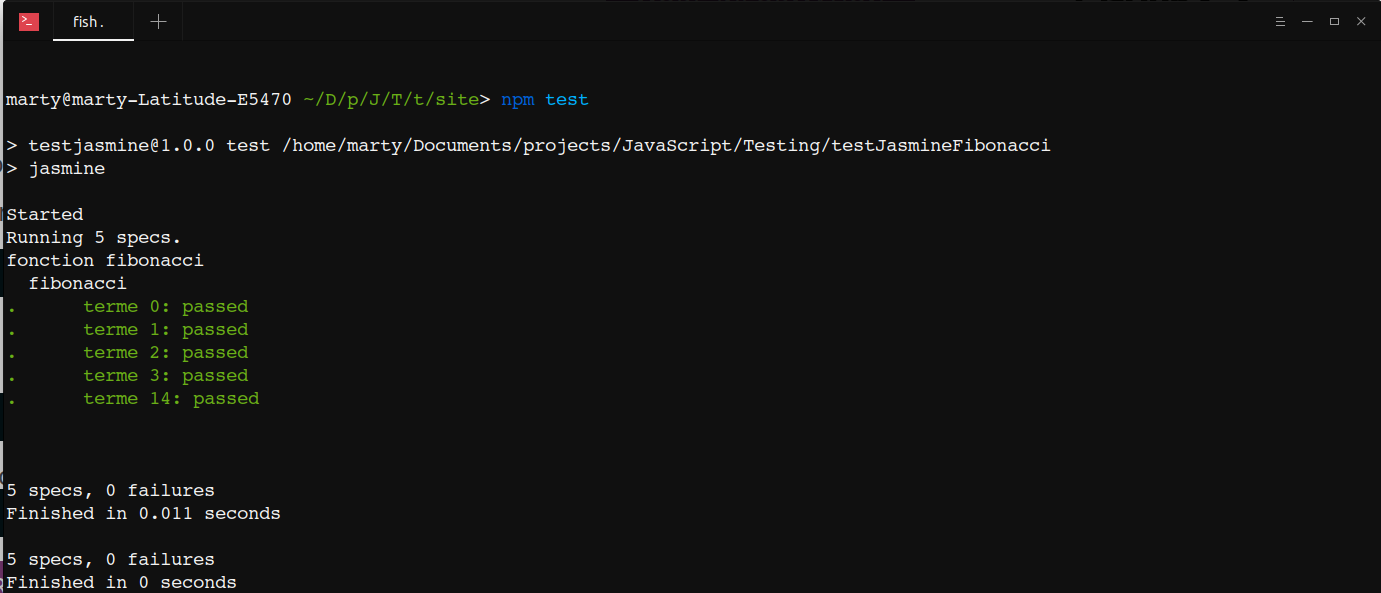 fish.
marty@marty-Latitude-E5470 ~/D/p/J/T/t/site> npm test
> testjasmine@1.0.0 test /home/marty/Documents/projects/JavaScript/Testing/testJasmineFibonacci
> jasmine
Started
Running 5 specs.
fonction fibonacci
fibonacci
. terme 0: passed
. terme 1: passed
. terme 2: passed
. terme 3: passed
. terme 14: passed
5 specs, 0 failures
Finished in 0.011 seconds
5 specs, 0 failures
Finished in 0 seconds